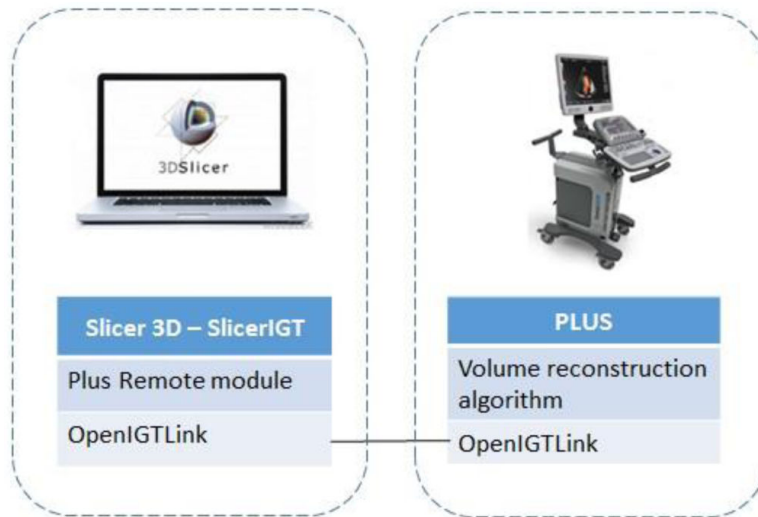 3DSlicer
Slicer 3D – SlicerIGT
Plus Remote module
OpenIGTLink
PLUS
Volume reconstruction
algorithm
OpenIGTLink